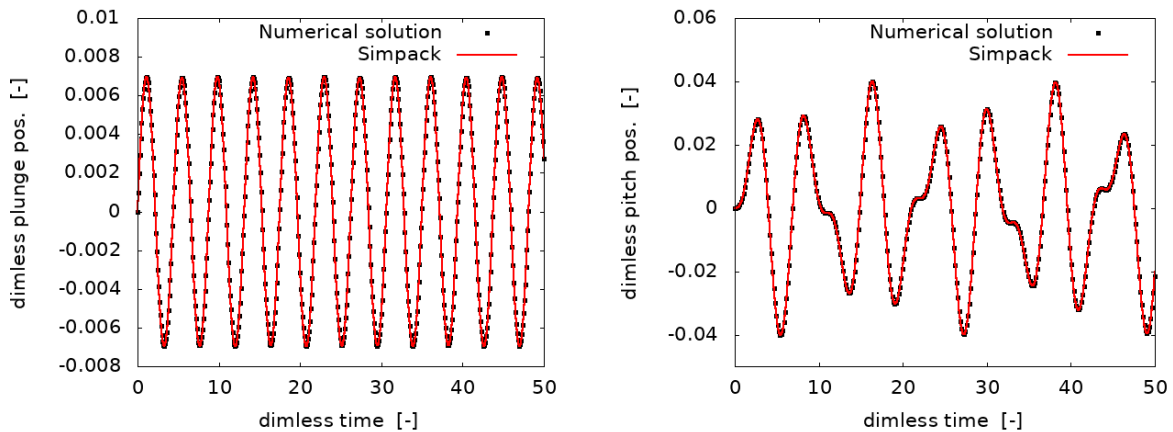 0.01
0.008
0.006
0.004
0.002
0
-0.002
-0.004
-0.006
-0.008
dimless plunge pos. [-]
Numerical solution
Simpack
0 10 20 30 40 50
dimless time [-]
0.06
0.04
0.02
0
-0.02
-0.04
dimless pitch pos. [-]
Numerical solution
Simpack
0 10 20 30 40 50
dimless time [-]